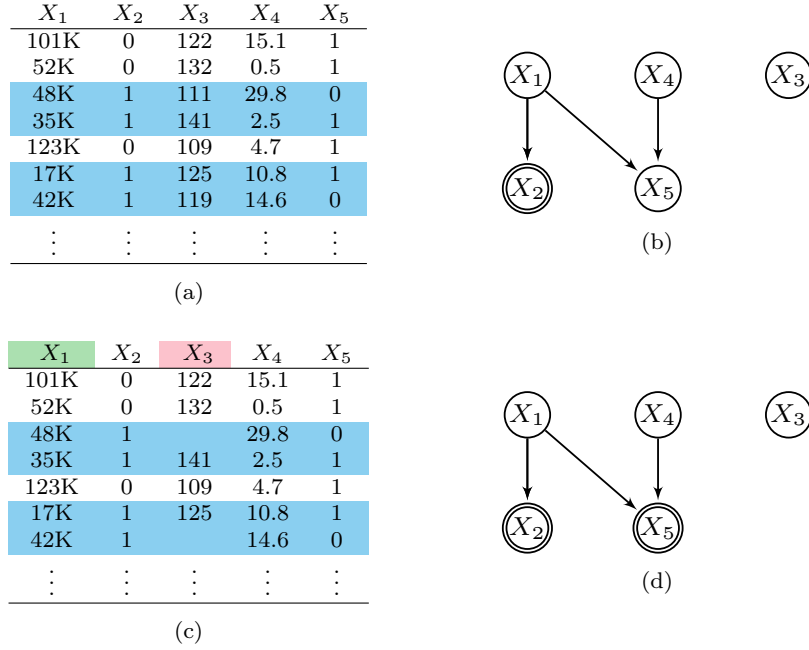 X₁ X₂ X₃ X₄ X₅
101K 0 122 15.1 1
52K 0 132 0.5 1
48K 1 111 29.8 0
35K 1 141 2.5 1
123K 0 109 4.7 1
17K 1 125 10.8 1
42K 1 119 14.6 0
⋮ ⋮ ⋮ ⋮ ⋮
(a)
X₁ X₄ X₃
X₂ X₅
(b)
X₁ X₂ X₃ X₄ X₅
101K 0 122 15.1 1
52K 0 132 0.5 1
48K 1 29.8 0
35K 1 141 2.5 1
123K 0 109 4.7 1
17K 1 125 10.8 1
42K 1 14.6 0
⋮ ⋮ ⋮ ⋮ ⋮
(c)
X₁ X₄ X₃
X₂ X₅
(d)